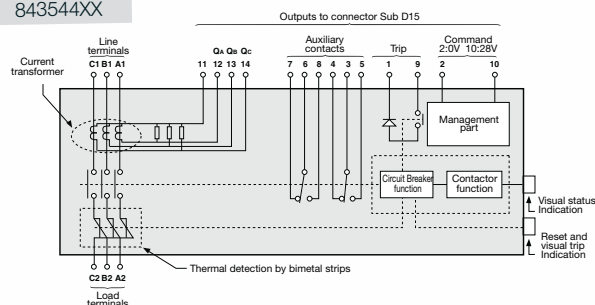 843544XX
Outputs to connector Sub D15
Line
terminals
C1 B1 A1
Current
transformer
QA QB QC
11 12 13 14
Auxiliary
contacts
7 6 8 4 3 5
Trip
1 9
Command
2:0V 10:28V
2 10
Management
part
Circuit Breaker
function
Contactor
function
Visual status
Indication
Reset and
visual trip
Indication
Thermal detection by bimetal strips
C2 B2 A2
Load
terminals